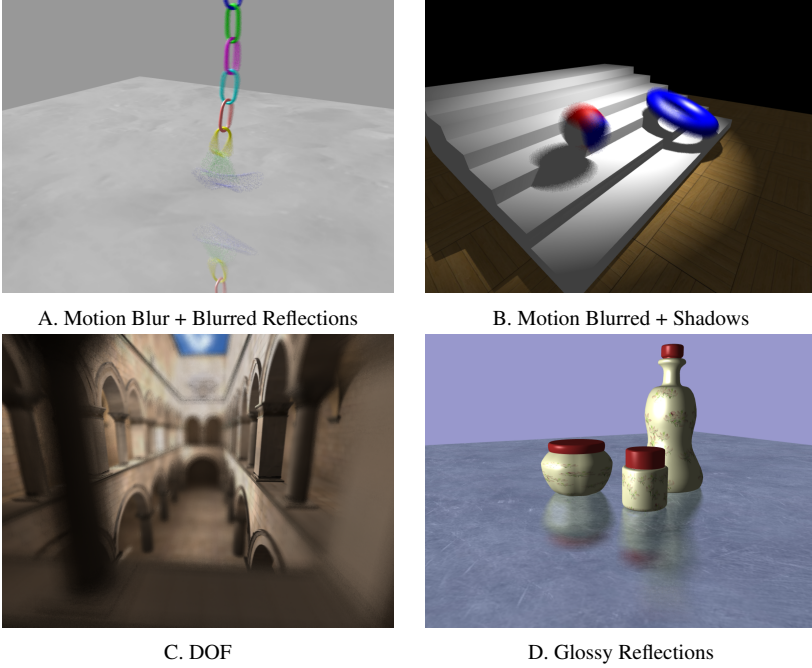 A. Motion Blur + Blurred Reflections
B. Motion Blurred + Shadows
C. DOF
D. Glossy Reflections